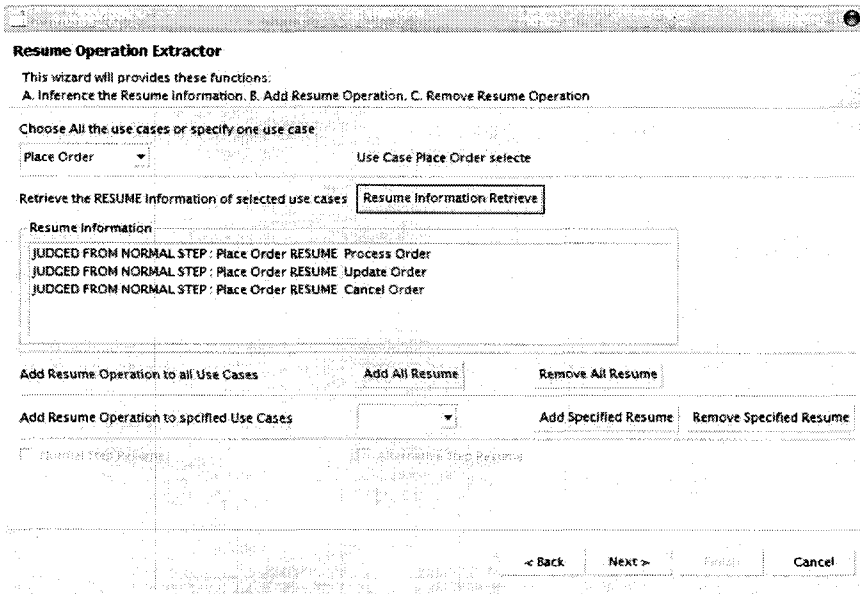 Resume Operation Extractor
This wizard will provides these functions:
A. Inference the Resume Information. B. Add Resume Operation. C. Remove Resume Operation
Choose All the use cases or specify one use case
Place Order Use Case Place Order selecte
Retrieve the RESUME Information of selected use cases Resume Information Retrieve
Resume Information
JUDGED FROM NORMAL STEP : Place Order RESUME Process Order
JUDGED FROM NORMAL STEP : Place Order RESUME Update Order
JUDGED FROM NORMAL STEP : Place Order RESUME Cancel Order
Add Resume Operation to all Use Cases Add All Resume Remove All Resume
Add Resume Operation to spcified Use Cases Add Specified Resume Remove Specified Resume
Normal Step Resume Alternative Step Resume
< Back Next > Finish Cancel